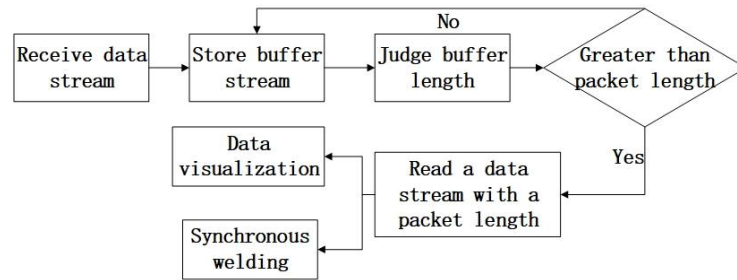 No
Receive data
stream
Store buffer
stream
Judge buffer
length
Greater than
packet length
Yes
Data
visualization
Read a data
stream with a
packet length
Synchronous
welding